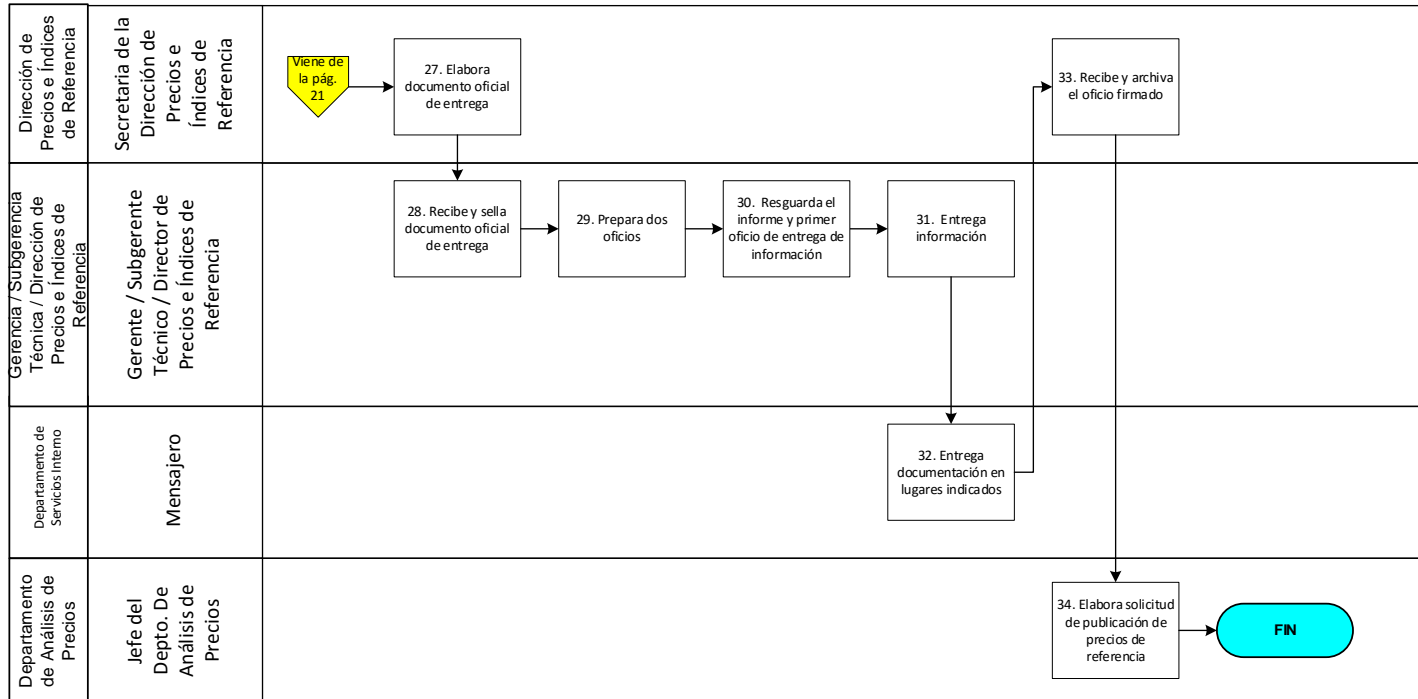 Dirección de
Precios e Índices
de Referencia
Secretaria de la
Dirección de
Precios e
Índices de
Referencia
Viene de
la pág.
21
27. Elabora
documento oficial
de entrega
33. Recibe y archiva
el oficio firmado
Gerencia / Subgerencia
Técnica / Dirección de
Precios e Índices de
Referencia
Gerente / Subgerente
Técnico / Director de
Precios e Índices de
Referencia
28. Recibe y sella
documento oficial
de entrega
29. Prepara dos
oficios
30. Resguarda el
informe y primer
oficio de entrega de
información
31. Entrega
información
Departamento de
Servicios Interno
Mensajero
32. Entrega
documentación en
lugares indicados
Departamento
de Análisis de
Precios
Jefe del
Depto. De
Análisis de
Precios
34. Elabora solicitud
de publicación de
precios de
referencia
FIN